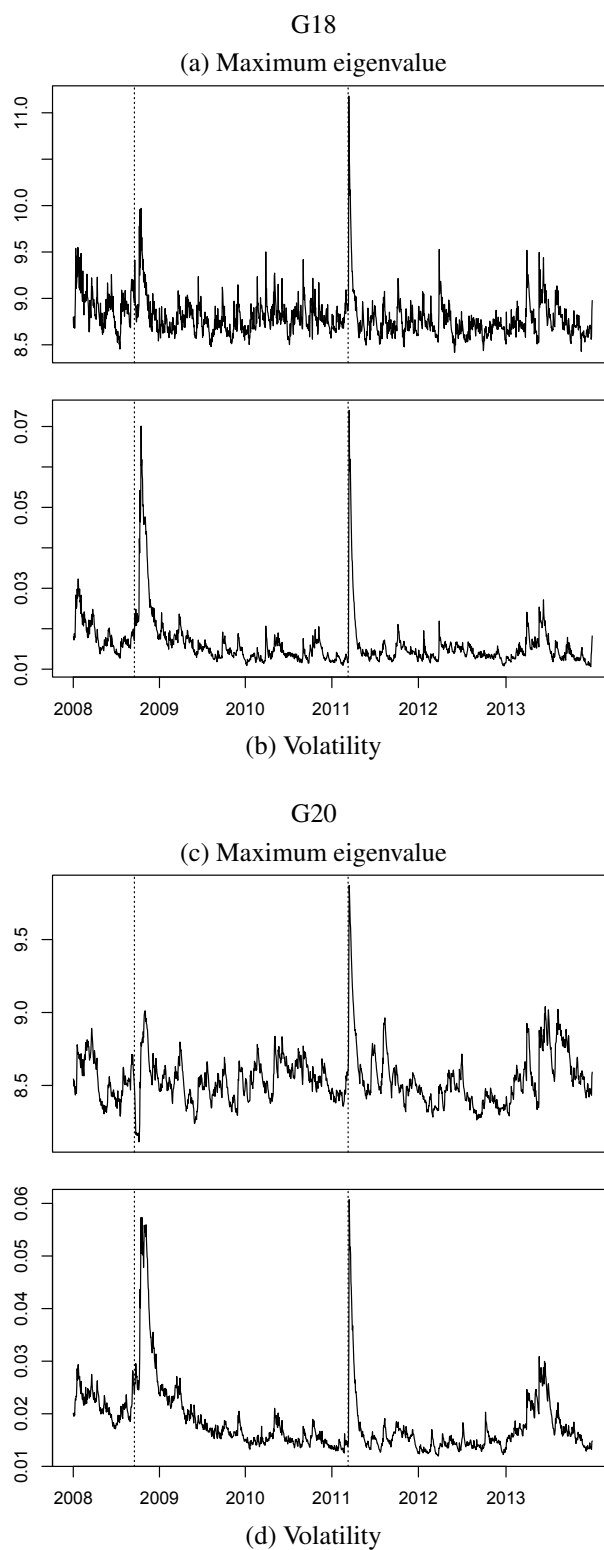 G18
(a) Maximum eigenvalue
11.0
10.0
9.5
9.0
8.5
0.07
0.05
0.03
0.01
2008 2009 2010 2011 2012 2013
(b) Volatility
G20
(c) Maximum eigenvalue
9.5
9.0
8.5
0.06
0.05
0.04
0.03
0.02
0.01
2008 2009 2010 2011 2012 2013
(d) Volatility